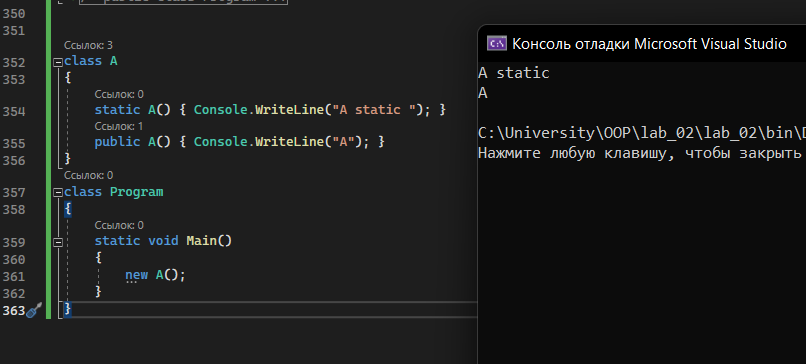 350
351
Ссылок: 3
352 class A
353 {
Ссылок: 0
354 static A() { Console.WriteLine("A static "); }
Ссылок: 1
355 public A() { Console.WriteLine("A"); }
356 }
Ссылок: 0
357 class Program
358 {
Ссылок: 0
359 static void Main()
360 {
361 new A();
362 }
363 }
Консоль отладки Microsoft Visual Studio
A static
A
C:\University\OOP\lab_02\lab_02\bin\D
Нажмите любую клавишу, чтобы закрыть